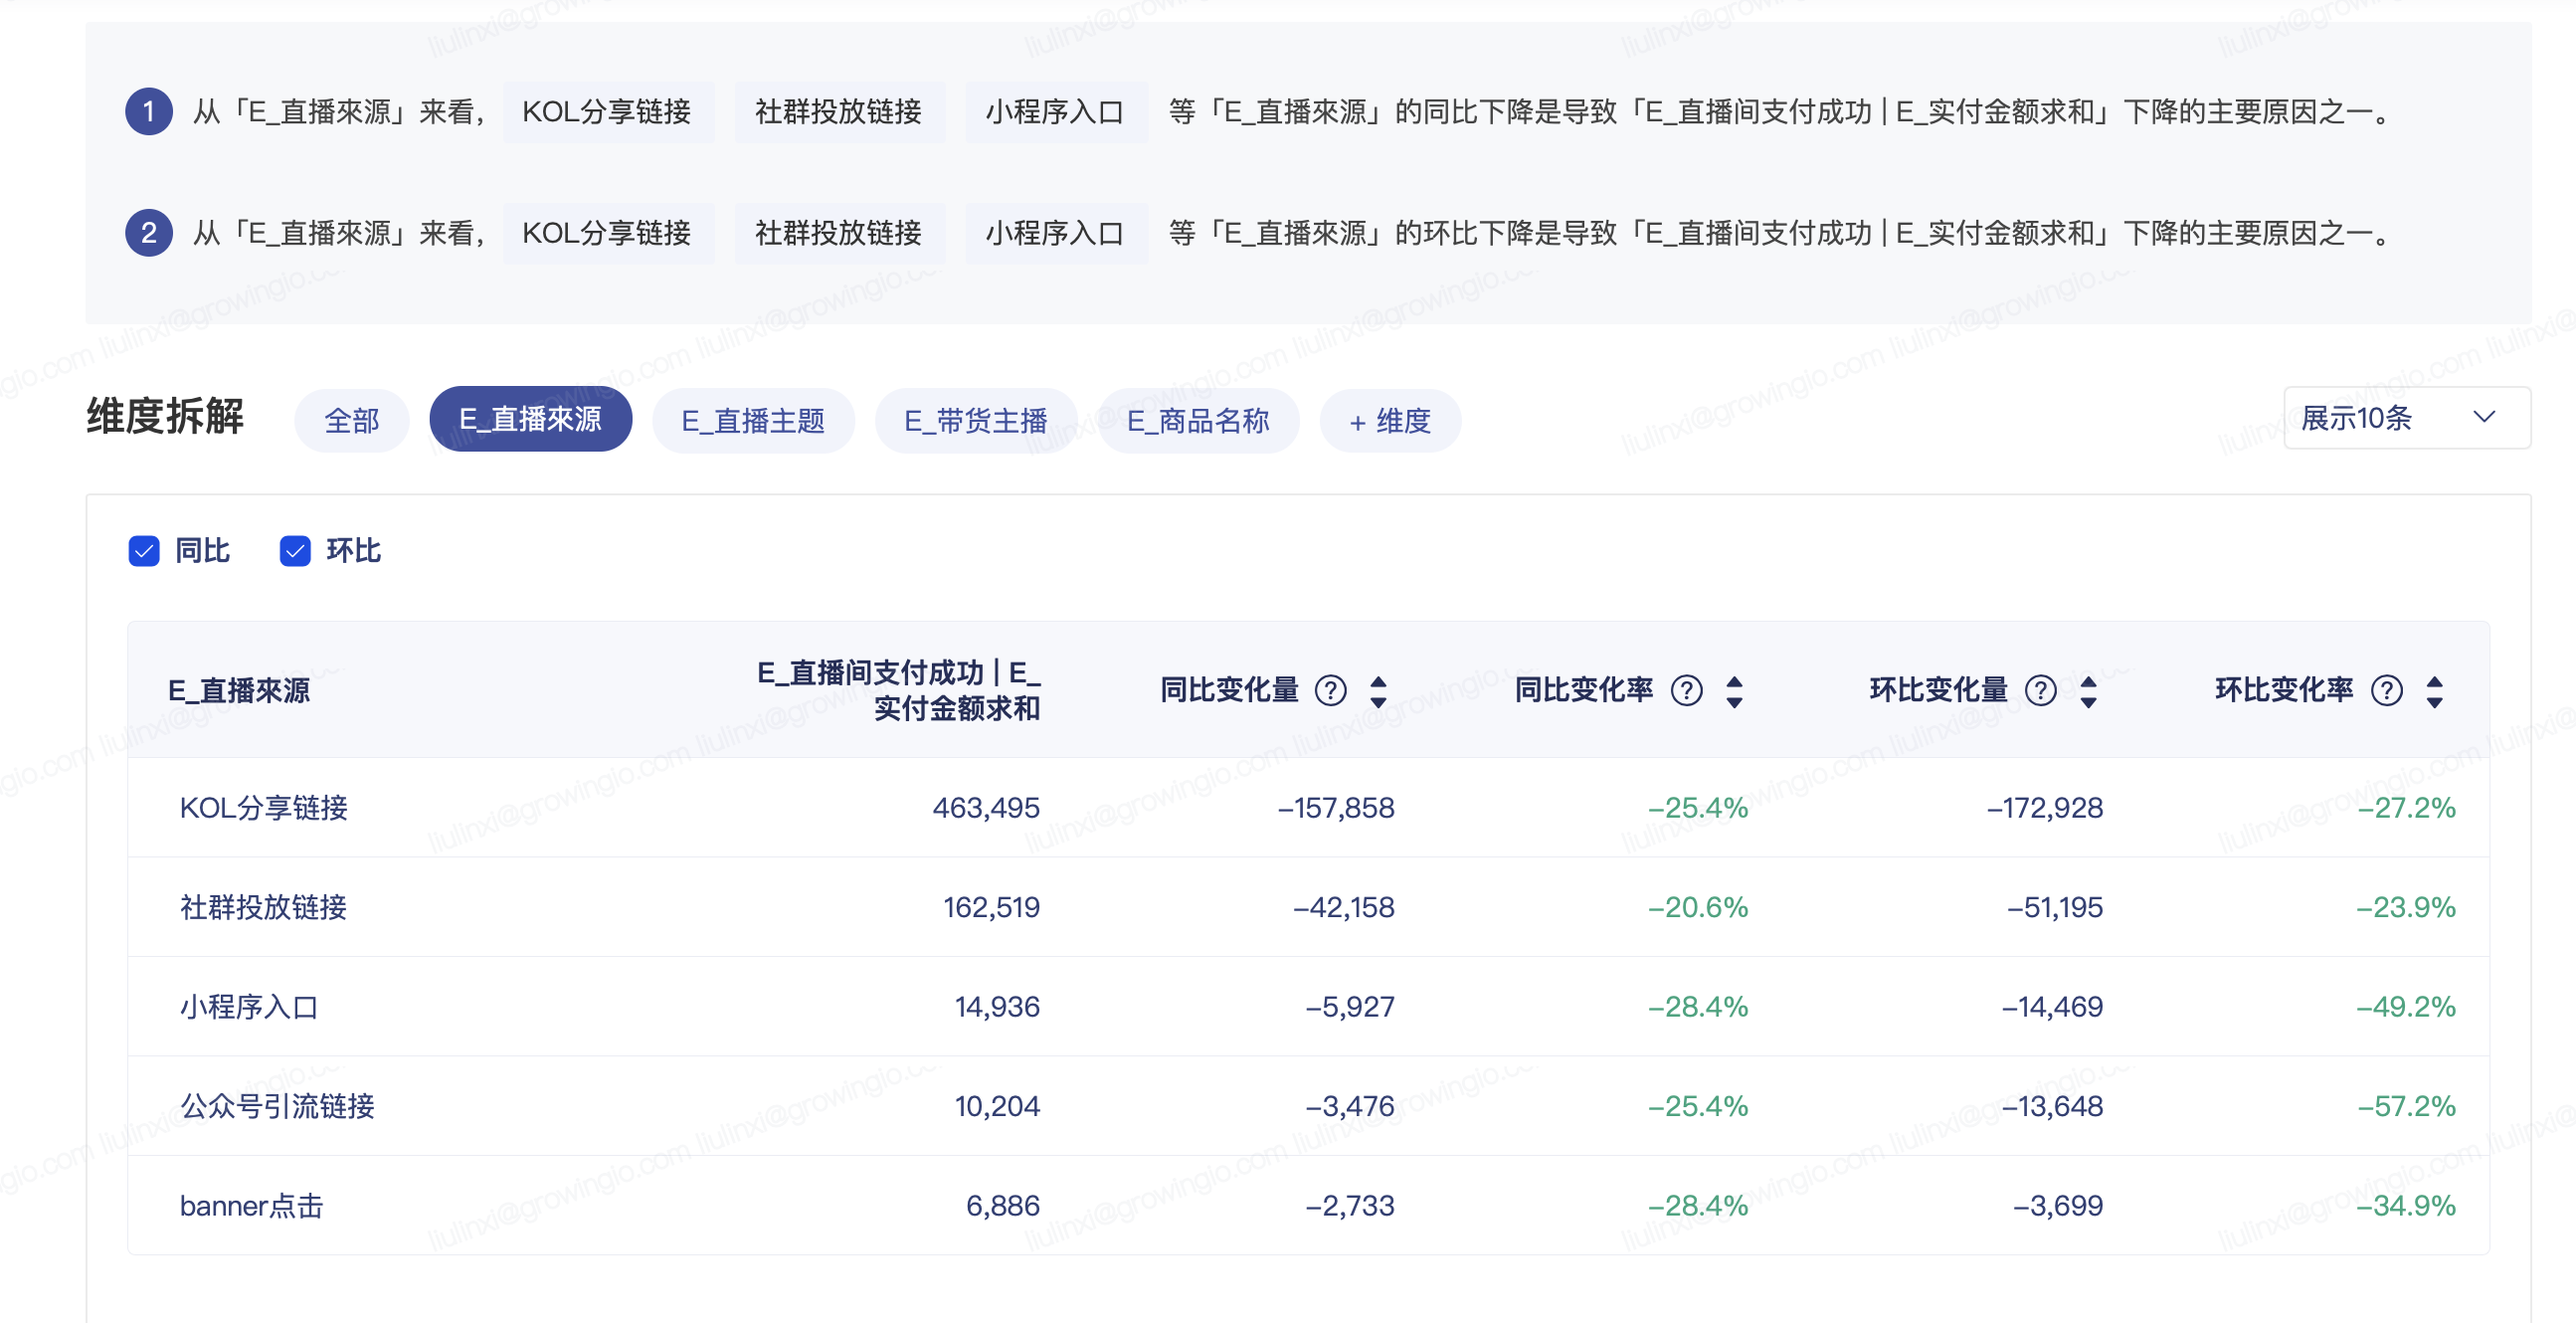 1 从「E_直播來源」来看， KOL分享链接 社群投放链接 小程序入口 等「E_直播來源」的同比下降是导致「E_直播间支付成功 | E_实付金额求和」下降的主要原因之一。
2 从「E_直播來源」来看， KOL分享链接 社群投放链接 小程序入口 等「E_直播來源」的环比下降是导致「E_直播间支付成功 | E_实付金额求和」下降的主要原因之一。
维度拆解 全部 E_直播來源 E_直播主题 E_带货主播 E_商品名称 + 维度 展示10条
同比 环比
E_直播來源 E_直播间支付成功 | E_
实付金额求和 同比变化量 ? 同比变化率 ? 环比变化量 ? 环比变化率 ?
KOL分享链接 463,495 –157,858 –25.4% –172,928 –27.2%
社群投放链接 162,519 –42,158 –20.6% –51,195 –23.9%
小程序入口 14,936 –5,927 –28.4% –14,469 –49.2%
公众号引流链接 10,204 –3,476 –25.4% –13,648 –57.2%
banner点击 6,886 –2,733 –28.4% –3,699 –34.9%
liulinxi@growingio.com